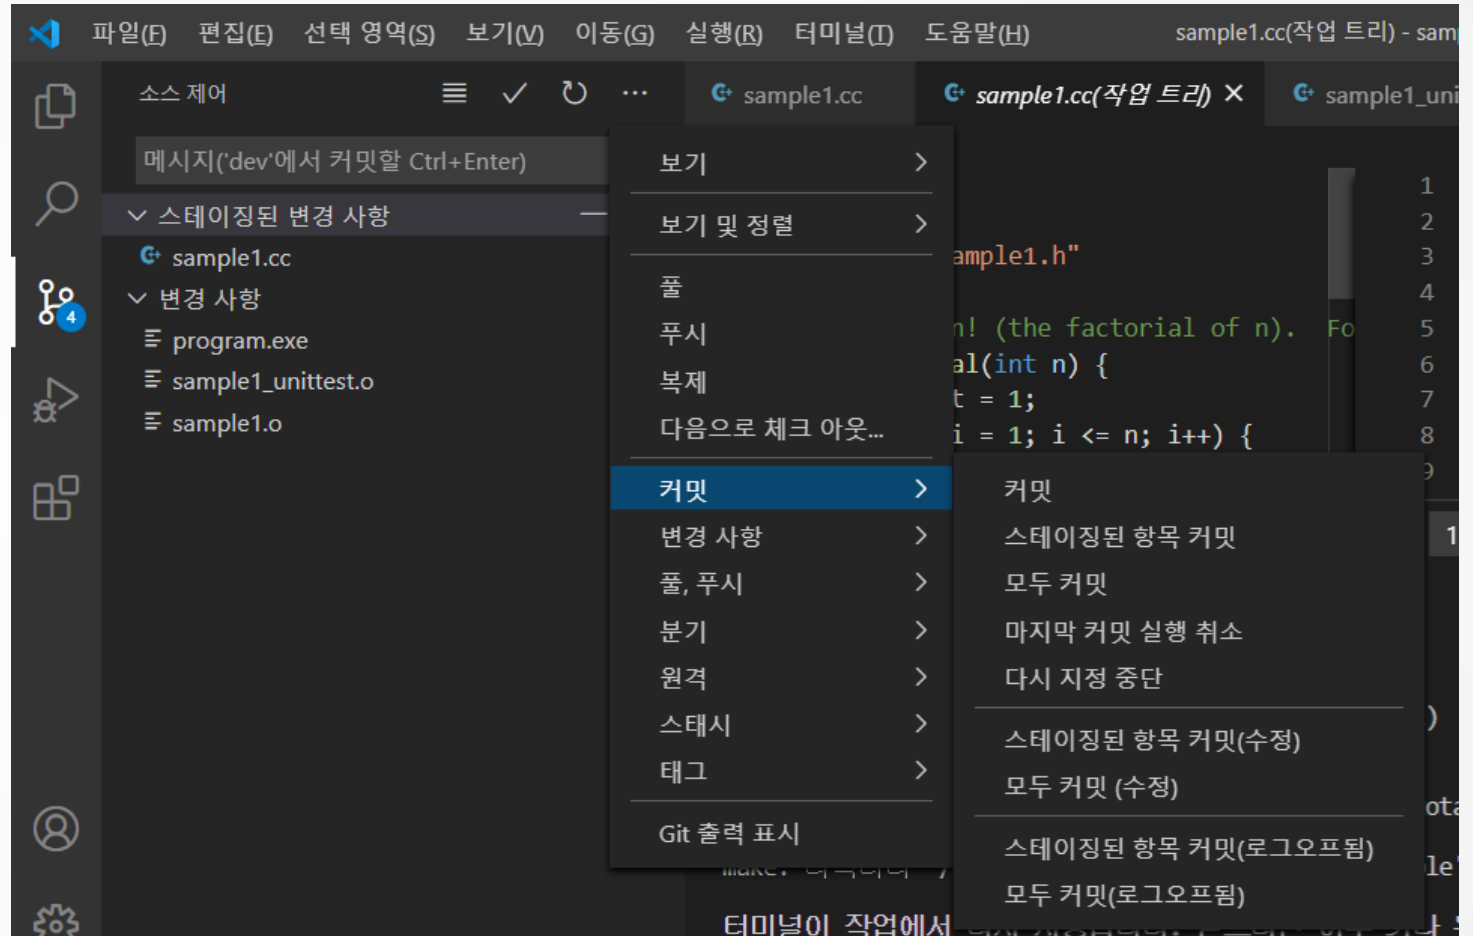 파일(F) 편집(E) 선택 영역(S) 보기(V) 이동(G) 실행(R) 터미널(T) 도움말(H) sample1.cc(작업 트리) - sam
소스 제어
sample1.cc
sample1.cc(작업 트리)
sample1_uni
메시지('dev'에서 커밋할 Ctrl+Enter)
스테이징된 변경 사항
sample1.cc
변경 사항
program.exe
sample1_unittest.o
sample1.o
4
보기
보기 및 정렬
풀
푸시
복제
다음으로 체크 아웃...
커밋
변경 사항
풀, 푸시
분기
원격
스태시
태그
Git 출력 표시
커밋
스테이징된 항목 커밋
모두 커밋
마지막 커밋 실행 취소
다시 지정 중단
스테이징된 항목 커밋(수정)
모두 커밋 (수정)
스테이징된 항목 커밋(로그오프됨)
모두 커밋(로그오프됨)
ample1.h"
n! (the factorial of n). Fo
al(int n) {
t = 1;
i = 1; i <= n; i++) {
1
2
3
4
5
6
7
8
9
1
)
ota
le'
터미널이 작업에서